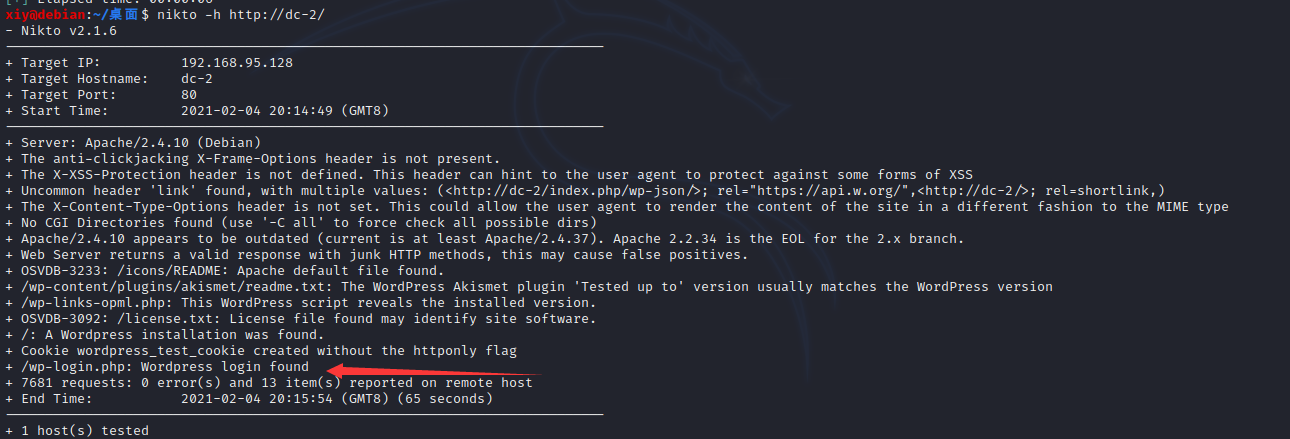 [+] Elapsed time: 00:00:06
xiy@debian:~/桌面$ nikto -h http://dc-2/
- Nikto v2.1.6
---------------------------------------------------------------------------
+ Target IP:          192.168.95.128
+ Target Hostname:    dc-2
+ Target Port:        80
+ Start Time:         2021-02-04 20:14:49 (GMT8)
---------------------------------------------------------------------------
+ Server: Apache/2.4.10 (Debian)
+ The anti-clickjacking X-Frame-Options header is not present.
+ The X-XSS-Protection header is not defined. This header can hint to the user agent to protect against some forms of XSS
+ Uncommon header 'link' found, with multiple values: (<http://dc-2/index.php/wp-json/>; rel="https://api.w.org/",<http://dc-2/>; rel=shortlink,)
+ The X-Content-Type-Options header is not set. This could allow the user agent to render the content of the site in a different fashion to the MIME type
+ No CGI Directories found (use '-C all' to force check all possible dirs)
+ Apache/2.4.10 appears to be outdated (current is at least Apache/2.4.37). Apache 2.2.34 is the EOL for the 2.x branch.
+ Web Server returns a valid response with junk HTTP methods, this may cause false positives.
+ OSVDB-3233: /icons/README: Apache default file found.
+ /wp-content/plugins/akismet/readme.txt: The WordPress Akismet plugin 'Tested up to' version usually matches the WordPress version
+ /wp-links-opml.php: This WordPress script reveals the installed version.
+ OSVDB-3092: /license.txt: License file found may identify site software.
+ /: A Wordpress installation was found.
+ Cookie wordpress_test_cookie created without the httponly flag
+ /wp-login.php: Wordpress login found
+ 7681 requests: 0 error(s) and 13 item(s) reported on remote host
+ End Time:           2021-02-04 20:15:54 (GMT8) (65 seconds)
---------------------------------------------------------------------------
+ 1 host(s) tested